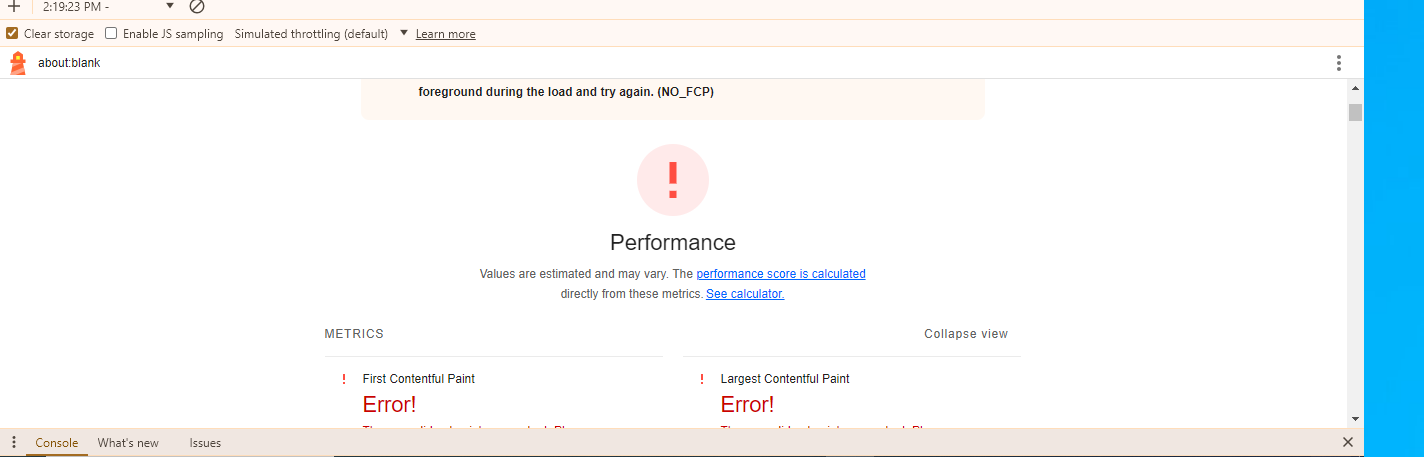 2:19:23 PM -
Clear storage Enable JS sampling Simulated throttling (default) Learn more
about:blank
foreground during the load and try again. (NO_FCP)
Performance
Values are estimated and may vary. The performance score is calculated
directly from these metrics. See calculator.
METRICS Collapse view
First Contentful Paint
Error!
Largest Contentful Paint
Error!
Console What's new Issues